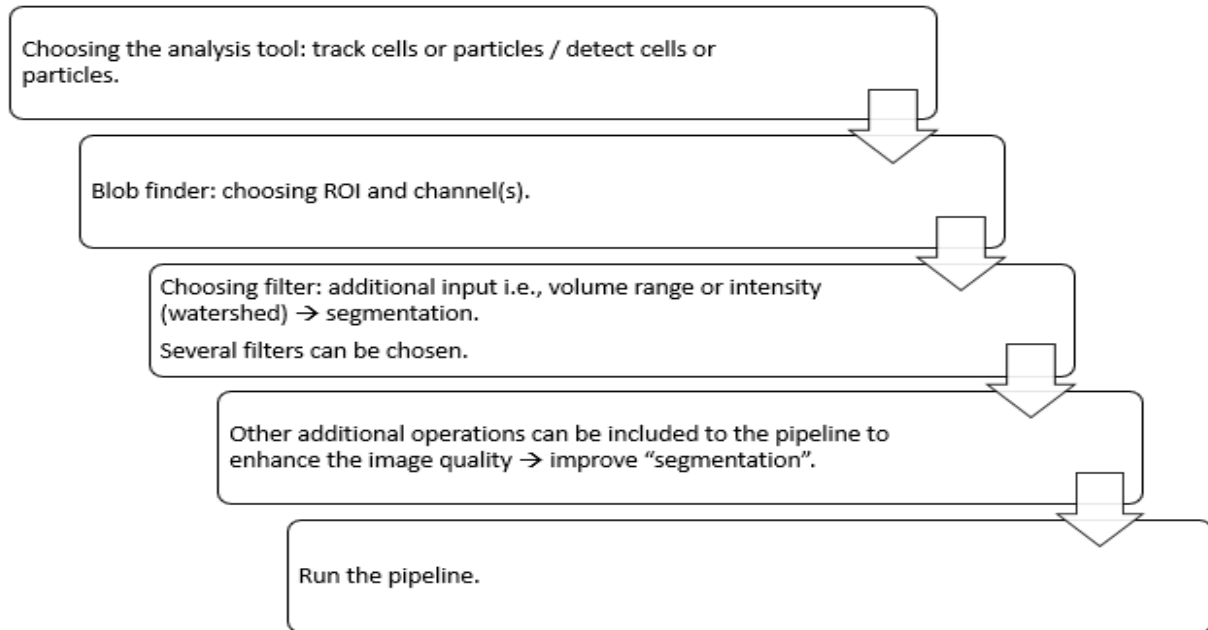 Choosing the analysis tool: track cells or particles / detect cells or
particles.
Blob finder: choosing ROI and channel(s).
Choosing filter: additional input i.e., volume range or intensity
(watershed) → segmentation.
Several filters can be chosen.
Other additional operations can be included to the pipeline to
enhance the image quality → improve “segmentation”.
Run the pipeline.